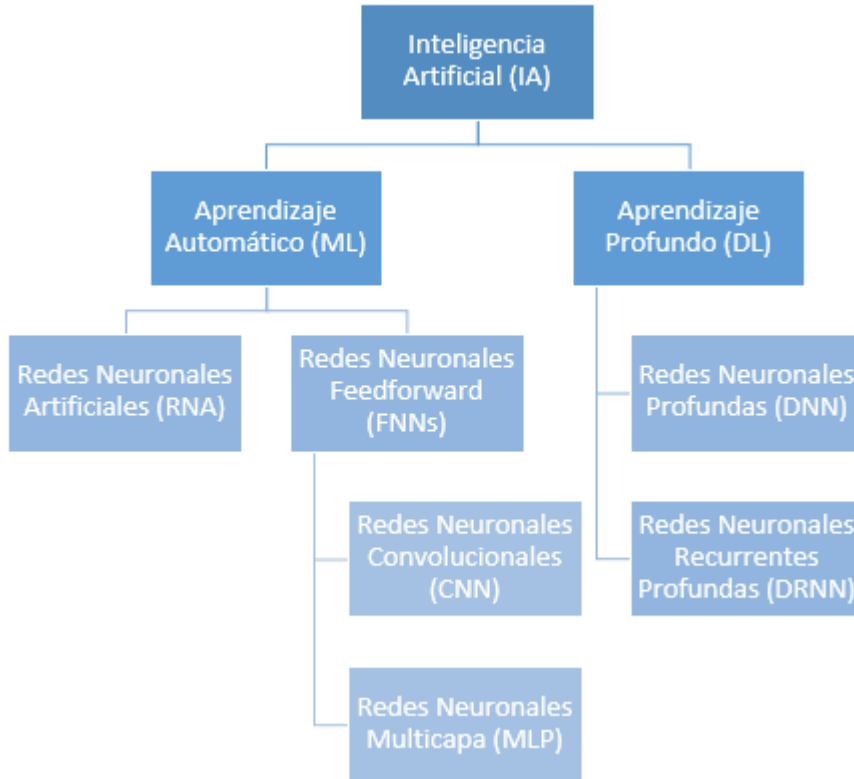 Inteligencia
Artificial (IA)
Aprendizaje
Automático (ML)
Aprendizaje
Profundo (DL)
Redes Neuronales
Artificiales (RNA)
Redes Neuronales
Feedforward
(FNNs)
Redes Neuronales
Profundas (DNN)
Redes Neuronales
Convolucionales
(CNN)
Redes Neuronales
Recurrentes
Profundas (DRNN)
Redes Neuronales
Multicapa (MLP)